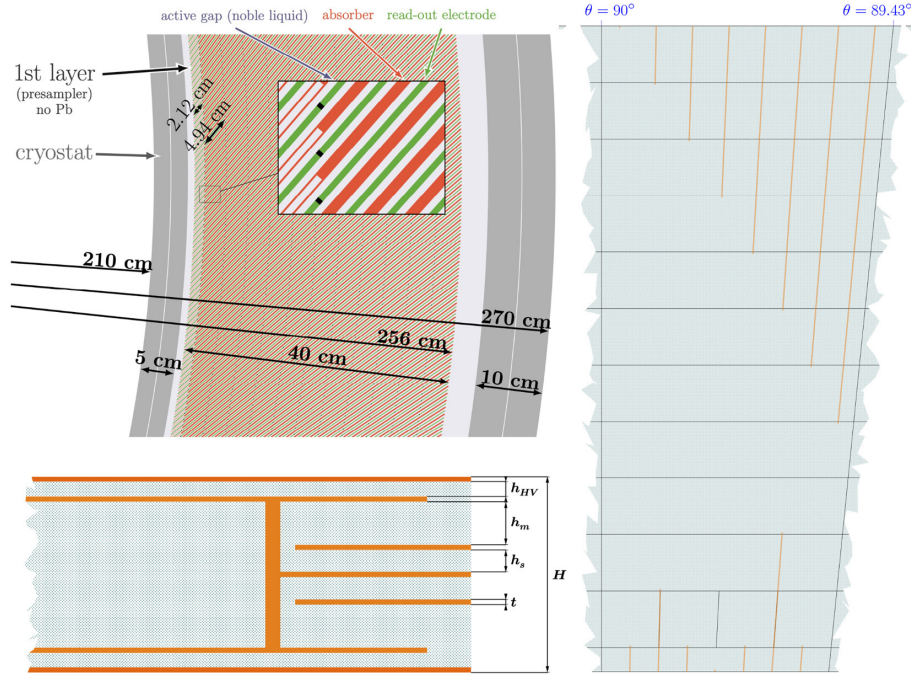 active gap (noble liquid)
absorber
read-out electrode
1st layer
(presampler)
no Pb
2.12 cm
4.94 cm
cryostat
210 cm
270 cm
256 cm
5 cm
40 cm
10 cm
h_HV
h_m
h_s
H
t
θ = 90°
θ = 89.43°